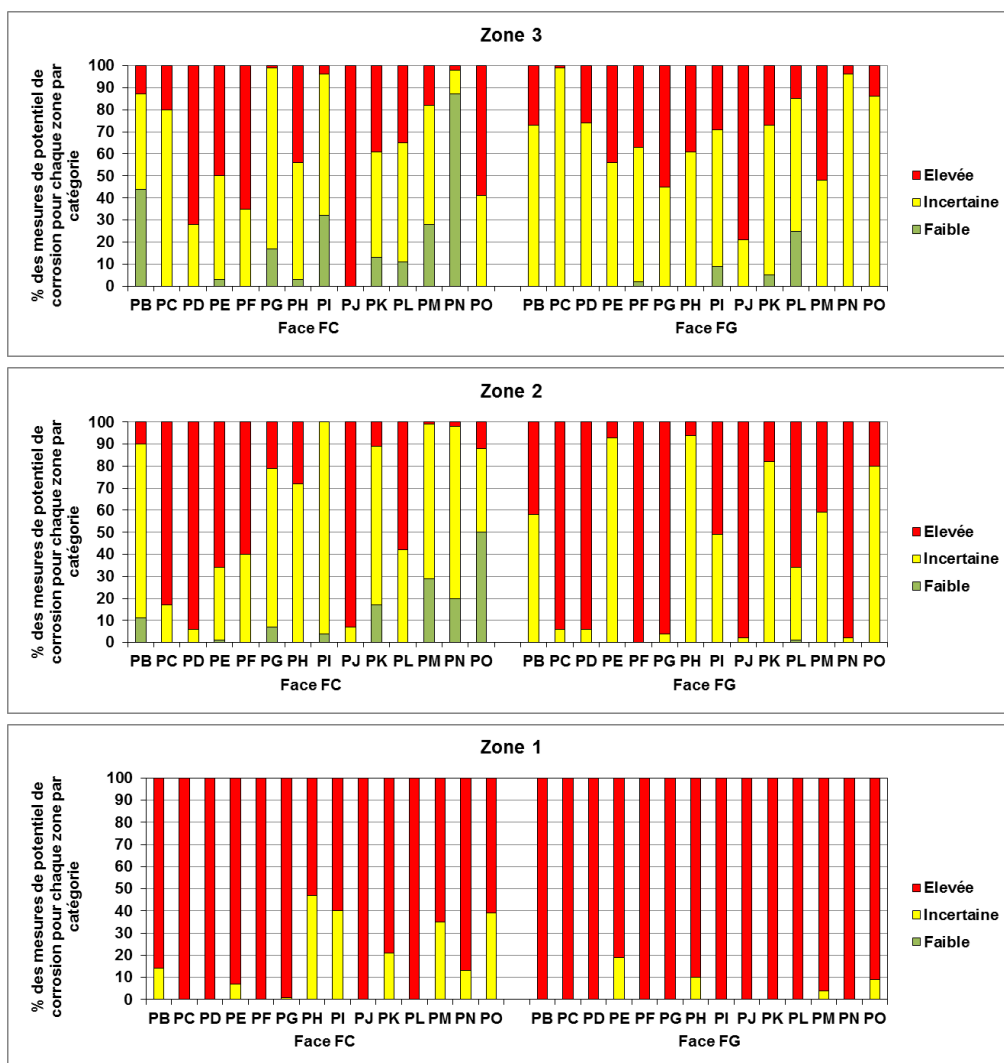 Zone 3
% des mesures de potentiel de
corrosion pour chaque zone par
catégorie
100
90
80
70
60
50
40
30
20
10
0
PB PC PD PE PF PG PH PI PJ PK PL PM PN PO PB PC PD PE PF PG PH PI PJ PK PL PM PN PO
Face FC Face FG
Elevée
Incertaine
Faible
Zone 2
% des mesures de potentiel de
corrosion pour chaque zone par
catégorie
100
90
80
70
60
50
40
30
20
10
0
PB PC PD PE PF PG PH PI PJ PK PL PM PN PO PB PC PD PE PF PG PH PI PJ PK PL PM PN PO
Face FC Face FG
Elevée
Incertaine
Faible
Zone 1
% des mesures de potentiel de
corrosion pour chaque zone par
catégorie
100
90
80
70
60
50
40
30
20
10
0
PB PC PD PE PF PG PH PI PJ PK PL PM PN PO PB PC PD PE PF PG PH PI PJ PK PL PM PN PO
Face FC Face FG
Elevée
Incertaine
Faible